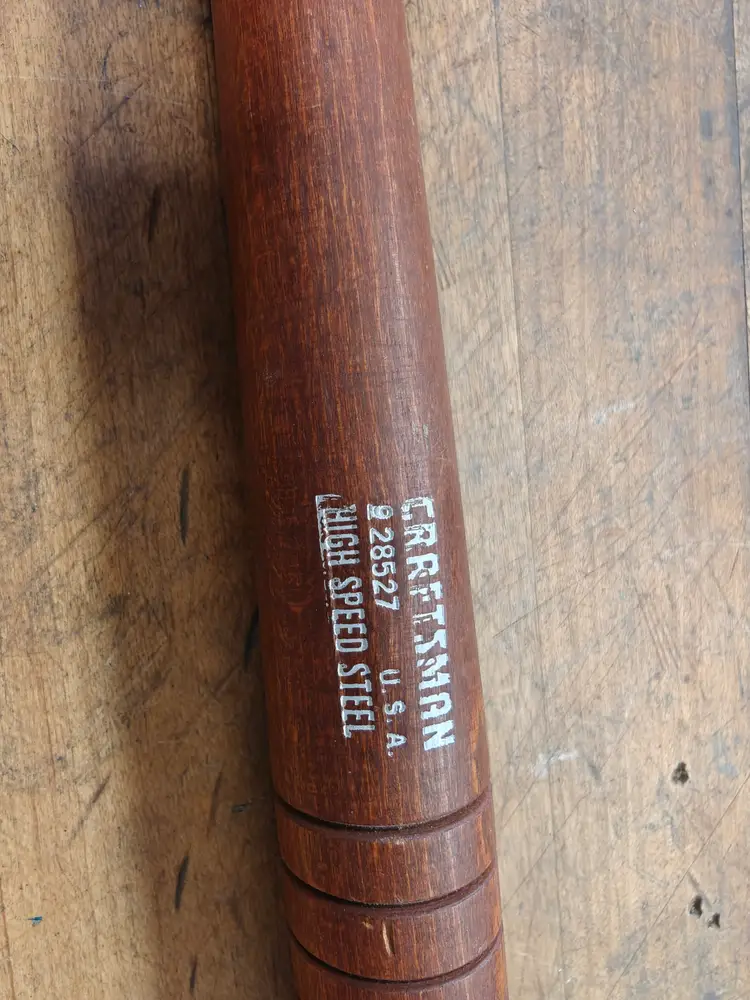 CRAFTSMAN
9 28527 U.S.A.
HIGH SPEED STEEL